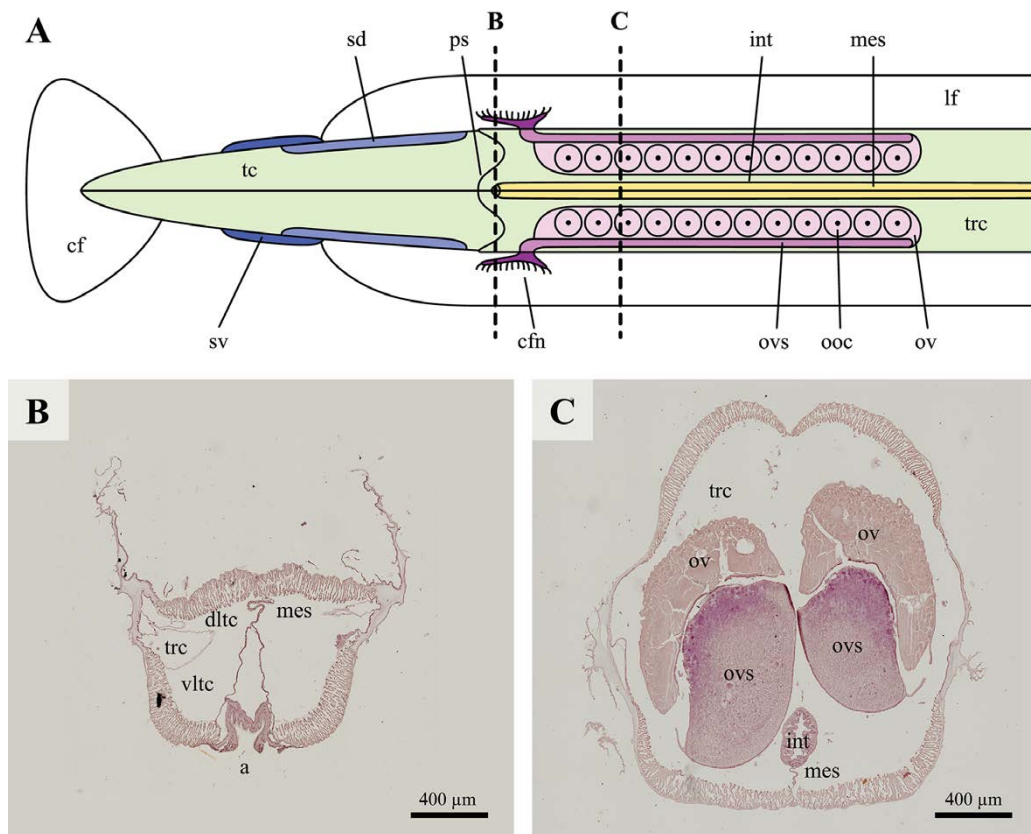 A
B
C
sd
ps
int
mes
lf
tc
cf
trc
sv
cfn
ovs
ooc
ov
B
dltc
mes
trc
vltc
a
400 µm
C
trc
ov
ov
ovs
ovs
int
mes
400 µm